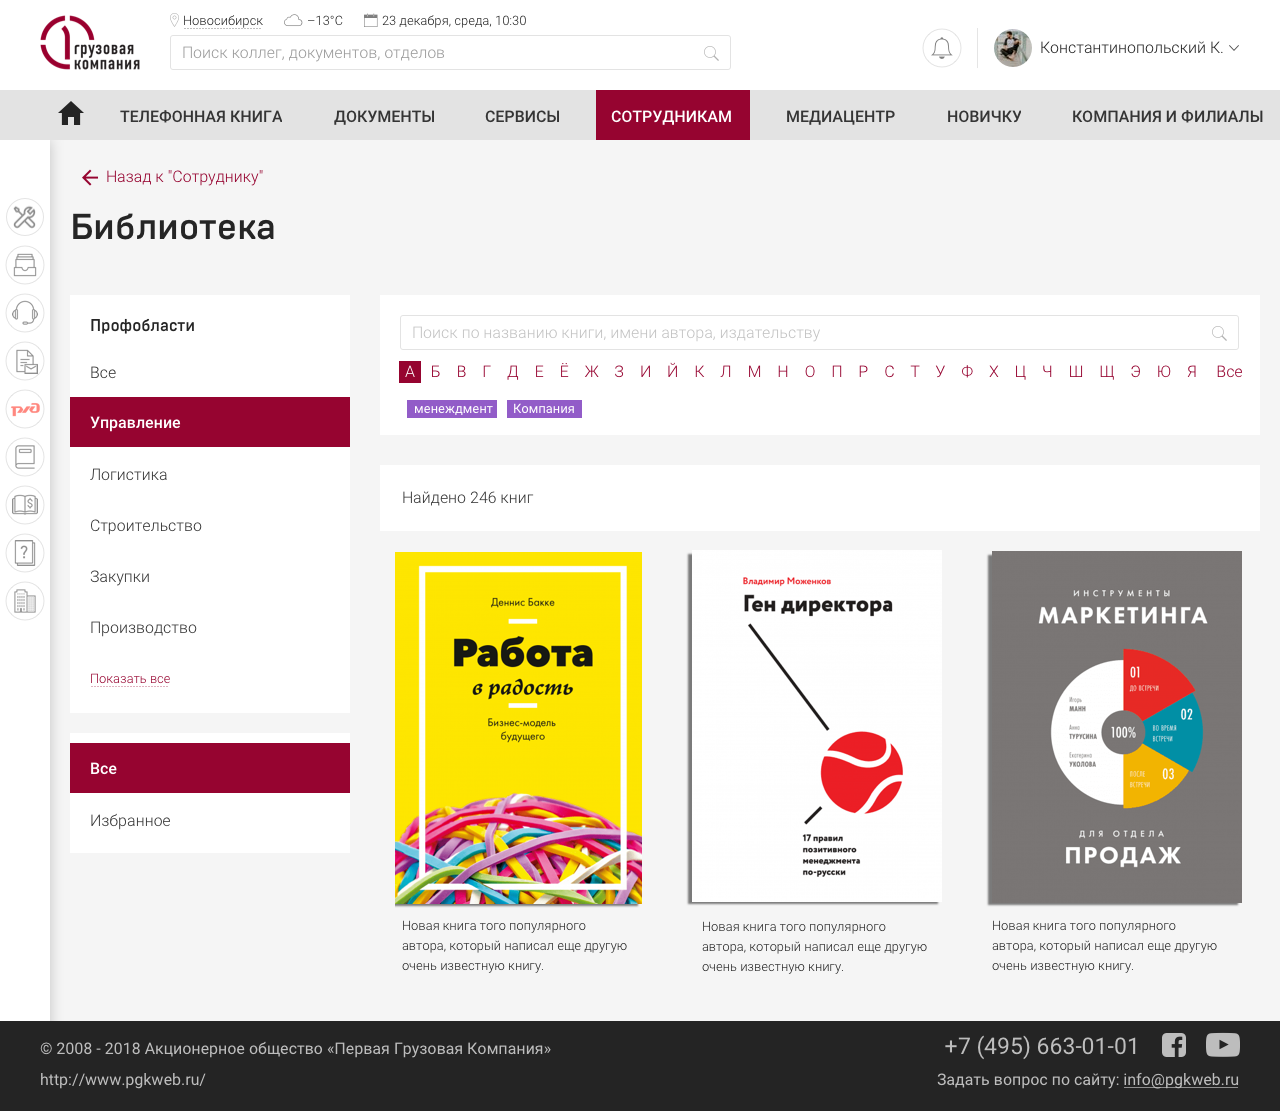 1 грузовая
компания
Новосибирск
−13°C
23 декабря, среда, 10:30
Поиск коллег, документов, отделов
Константинопольский К.
ТЕЛЕФОННАЯ КНИГА
ДОКУМЕНТЫ
СЕРВИСЫ
СОТРУДНИКАМ
МЕДИАЦЕНТР
НОВИЧКУ
КОМПАНИЯ И ФИЛИАЛЫ
Назад к "Сотруднику"
Библиотека
Профобласти
Все
Управление
Логистика
Строительство
Закупки
Производство
Показать все
Все
Избранное
ржд
Поиск по названию книги, имени автора, издательству
А Б В Г Д Е Ё Ж З И Й К Л М Н О П Р С Т У Ф Х Ц Ч Ш Щ Э Ю Я Все
менеждмент Компания
Найдено 246 книг
Деннис Бакке
Работа
в радость
Бизнес-модель
будущего
Новая книга того популярного
автора, который написал еще другую
очень известную книгу.
Владимир Моженков
Ген директора
17 правил
позитивного
менеджмента
по-русски
Новая книга того популярного
автора, который написал еще другую
очень известную книгу.
ИНСТРУМЕНТЫ
МАРКЕТИНГА
01
ДО ВСТРЕЧИ
Игорь
МАНН
Анна
ТУРУСИНА
Екатерина
УКОЛОВА
100%
02
ВО ВРЕМЯ
ВСТРЕЧИ
03
ПОСЛЕ
ВСТРЕЧИ
ДЛЯ ОТДЕЛА
ПРОДАЖ
Новая книга того популярного
автора, который написал еще другую
очень известную книгу.
© 2008 - 2018 Акционерное общество «Первая Грузовая Компания»
http://www.pgkweb.ru/
+7 (495) 663-01-01
Задать вопрос по сайту: info@pgkweb.ru